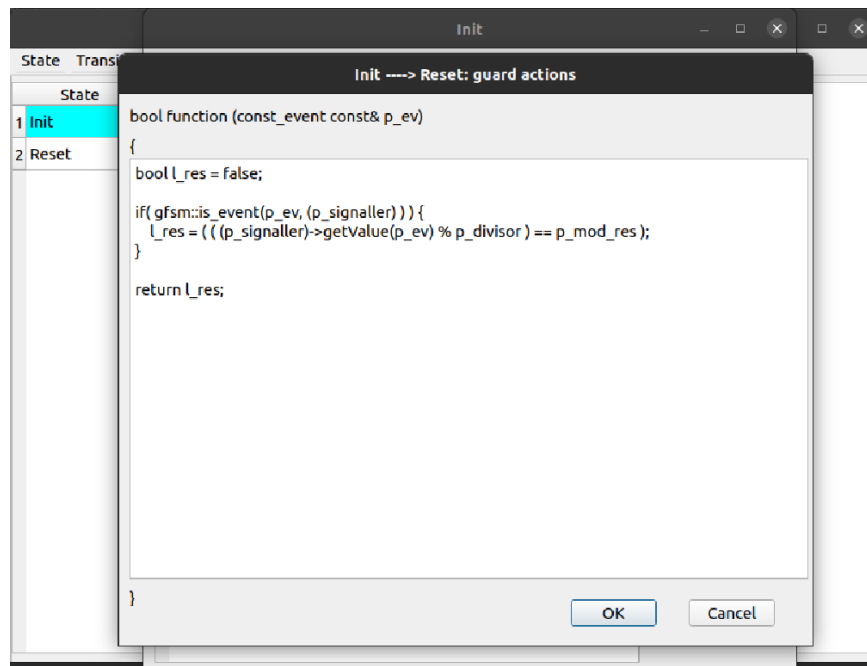 Init
State Transi
Init ----> Reset: guard actions
State
1 Init
2 Reset
bool function (const_event const& p_ev)
{
bool l_res = false;
if( gfsm::is_event(p_ev, (p_signaller) ) ) {
l_res = ( ( (p_signaller)->getValue(p_ev) % p_divisor ) == p_mod_res );
}
return l_res;
}
OK Cancel